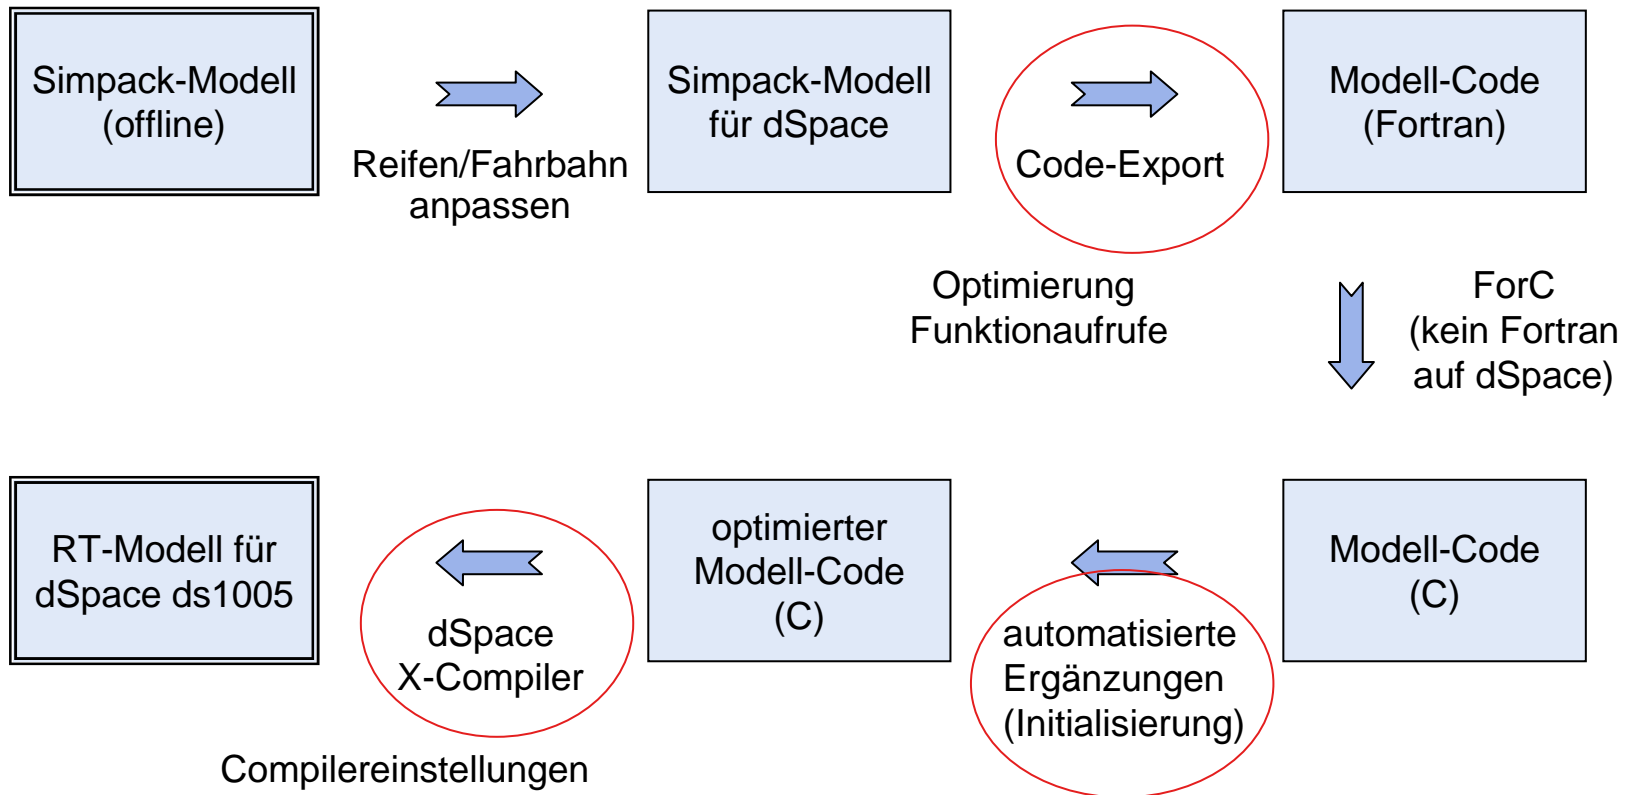 Simpack-Modell
(offline)
Reifen/Fahrbahn
anpassen
Simpack-Modell
für dSpace
Code-Export
Modell-Code
(Fortran)
Optimierung
Funktionaufrufe
ForC
(kein Fortran
auf dSpace)
Modell-Code
(C)
automatisierte
Ergänzungen
(Initialisierung)
optimierter
Modell-Code
(C)
dSpace
X-Compiler
Compilereinstellungen
RT-Modell für
dSpace ds1005